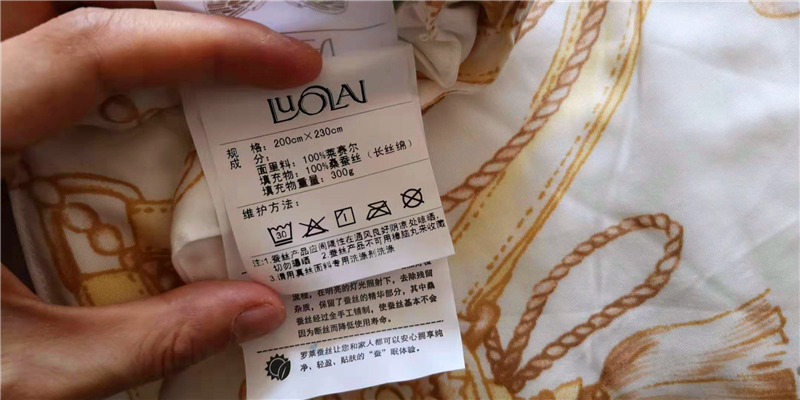 LUOLAI
规格：200cm×230cm
成分：
面里料：100%莱赛尔
填充物：100%桑蚕丝（长丝绵）
填充物重量：300g
维护方法：
30
注：1.蚕丝产品应间隔性在通风良好阴凉处晾晒，
切勿曝晒 2.蚕丝产品不可用樟脑丸来收藏
3.请用真丝面料专用洗涤剂洗涤
在明亮的灯光照射下，去除残留
杂质，保留了蚕丝的精华部分，其中桑
蚕丝经过全手工铺制，使蚕丝基本不会
因为断丝而降低使用寿命。
罗莱蚕丝让您和家人都可以安心拥享纯
净、轻盈、贴肤的“蚕”眠体验。